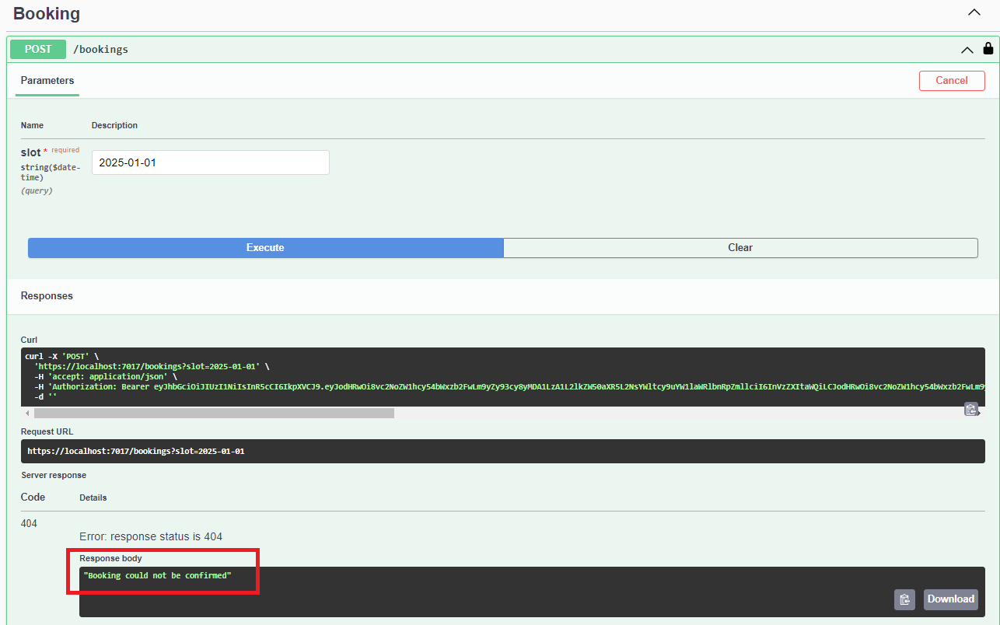 Booking
POST /bookings
Parameters
Cancel
Name Description
slot * required
2025-01-01
string($date-
time)
(query)
Execute Clear
Responses
Curl
curl -X 'POST' \
'https://localhost:7017/bookings?slot=2025-01-01' \
-H 'accept: application/json' \
-H 'Authorization: Bearer
-d ''
Request URL
https://localhost:7017/bookings?slot=2025-01-01
Server response
Code Details
404
Error: response status is 404
Response body
"Booking could not be confirmed"
Download